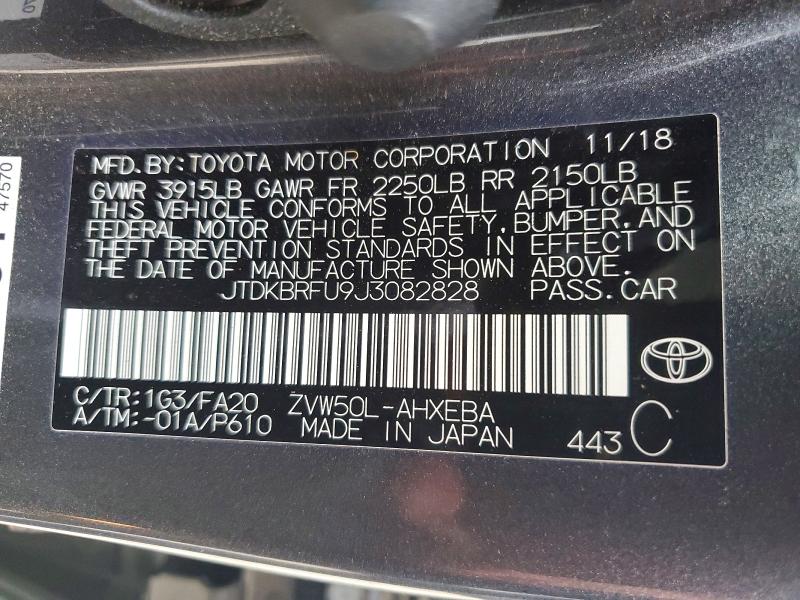 MFD.BY:TOYOTA MOTOR CORPORATION 11/18
GVWR 3915LB GAWR FR 2250LB RR 2150LB
THIS VEHICLE CONFORMS TO ALL APPLICABLE
FEDERAL MOTOR VEHICLE SAFETY,BUMPER,AND
THEFT PREVENTION STANDARDS IN EFFECT ON
THE DATE OF MANUFACTURE SHOWN ABOVE.
JTDKBRFU9J3082828 PASS.CAR
C/TR:1G3/FA20 ZVW50L-AHXEBA
A/TM:-01A/P610 MADE IN JAPAN
443 C
47570